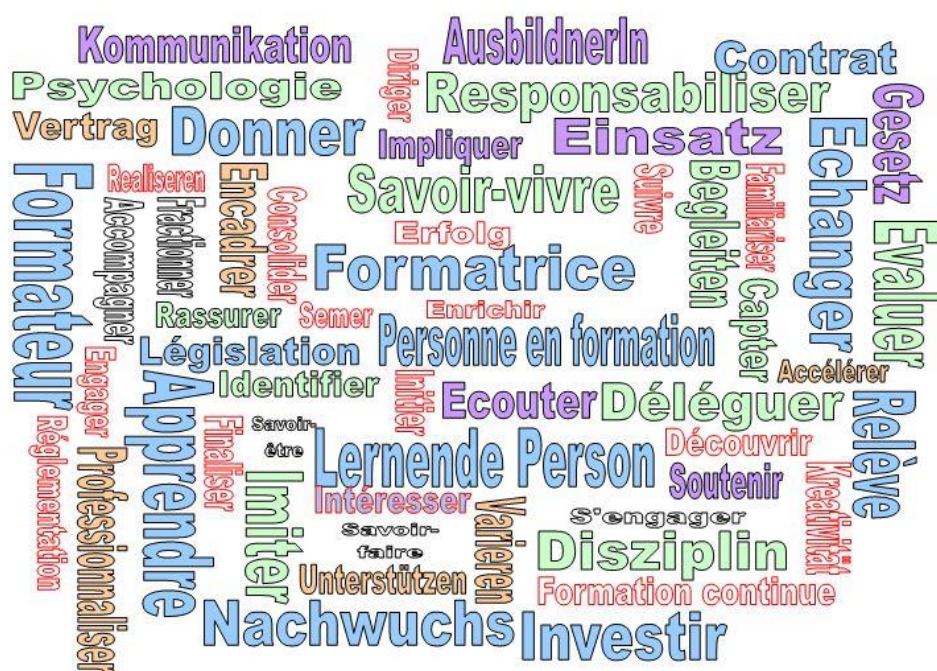 Kommunikation
AusbildnerIn
Contrat
Psychologie
Diriger
Responsabiliser
Gesetz
Vertrag
Donner
Impliquer
Einsatz
Echanger
Formateur
Realiseren
Accompagner
Fractionner
Encadrer
Consolider
Savoir-vivre
Suivre
Begleiten
Familiariser
Evaluer
Erfolg
Formatrice
Capter
Rassurer
Semer
Enrichir
Législation
Personne en formation
Engager
Apprendre
Identifier
Initier
Accélérer
Ecouter
Déléguer
Relève
Réglementation
Professionnaliser
Finaliser
Savoir-
être
Lernende Person
Découvrir
Imiter
Intéresser
Soutenir
Kreativität
Varieren
S'engager
Savoir-
faire
Disziplin
Unterstützen
Formation continue
Nachwuchs
Investir